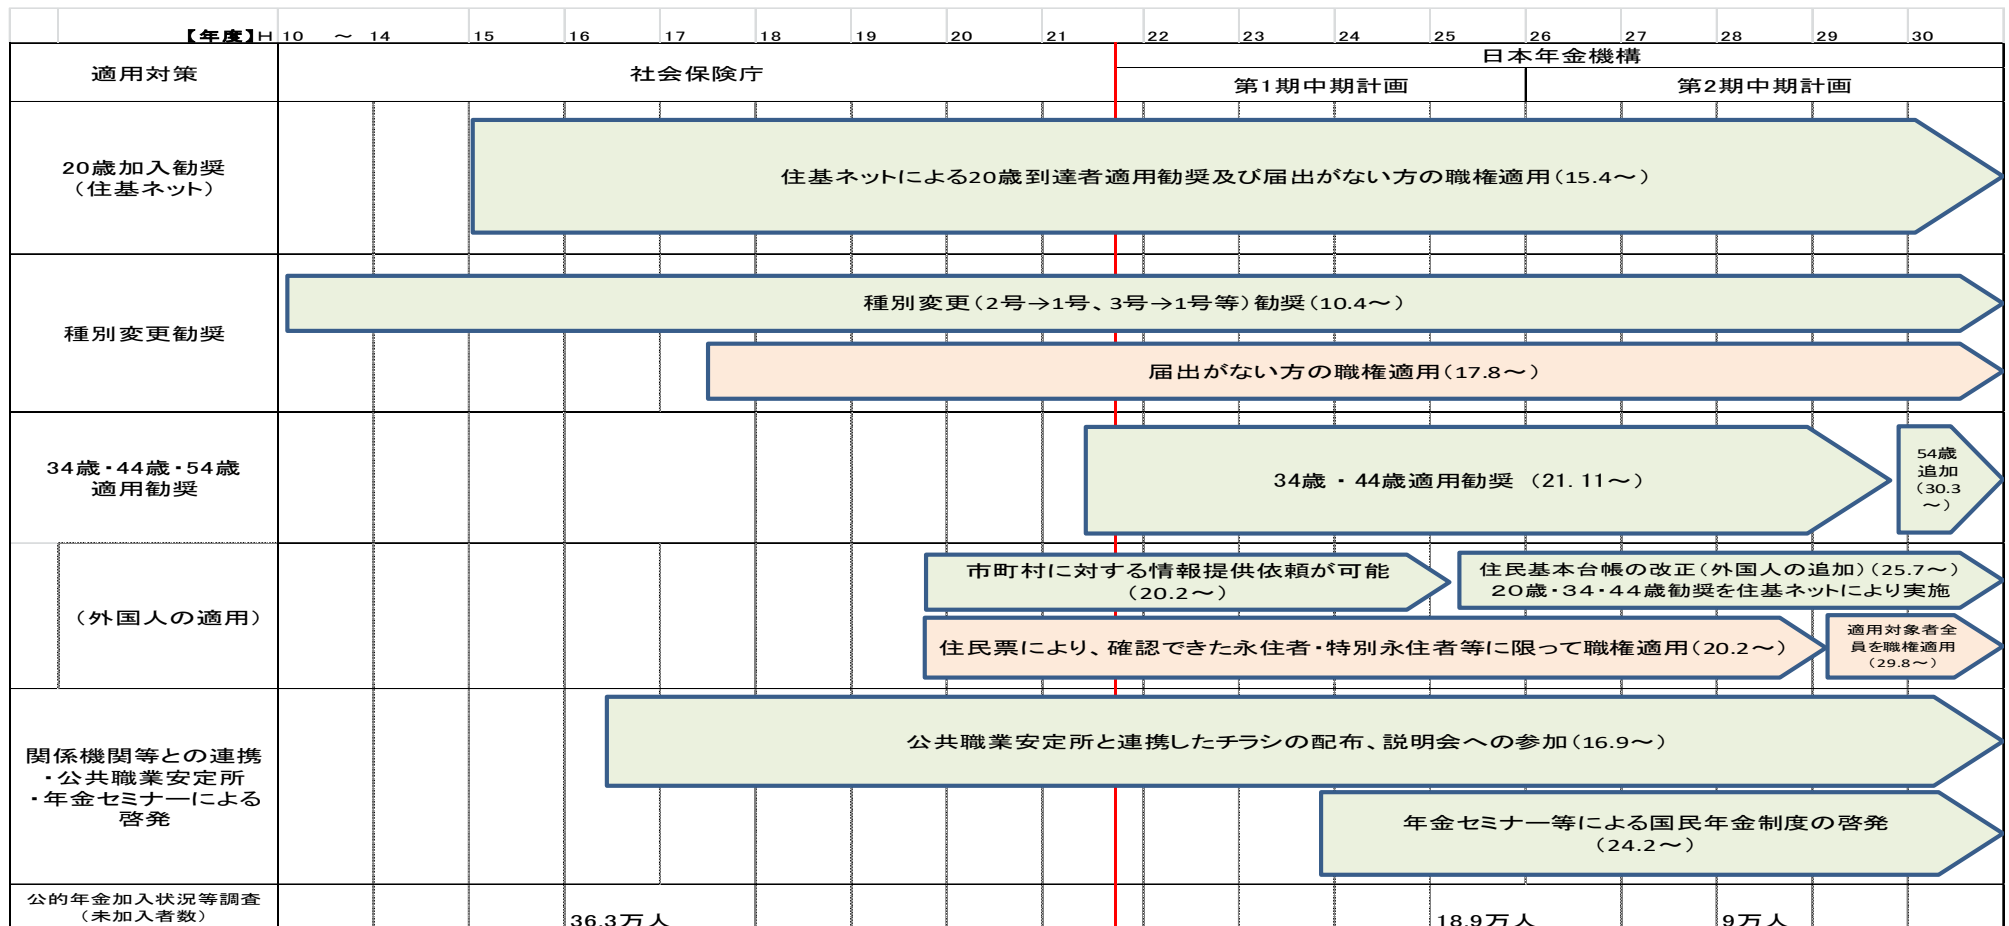 【年度】H 10 ～ 14 15 16 17 18 19 20 21 22 23 24 25 26 27 28 29 30
適用対策
社会保険庁
日本年金機構
第1期中期計画
第2期中期計画
20歳加入勧奨
（住基ネット）
住基ネットによる20歳到達者適用勧奨及び届出がない方の職権適用（15.4～）
種別変更勧奨
種別変更（2号→1号、3号→1号等）勧奨（10.4～）
届出がない方の職権適用（17.8～）
34歳・44歳・54歳
適用勧奨
34歳・44歳適用勧奨 （21. 11～）
54歳
追加
（30.3
～）
（外国人の適用）
市町村に対する情報提供依頼が可能
（20.2～）
住民基本台帳の改正（外国人の追加）（25.7～）
20歳・34・44歳勧奨を住基ネットにより実施
住民票により、確認できた永住者・特別永住者等に限って職権適用（20.2～）
適用対象者全
員を職権適用
（29.8～）
関係機関等との連携
・公共職業安定所
・年金セミナーによる
啓発
公共職業安定所と連携したチラシの配布、説明会への参加（16.9～）
年金セミナー等による国民年金制度の啓発
（24.2～）
公的年金加入状況等調査
（未加入者数）
36.3万人
18.9万人
9万人